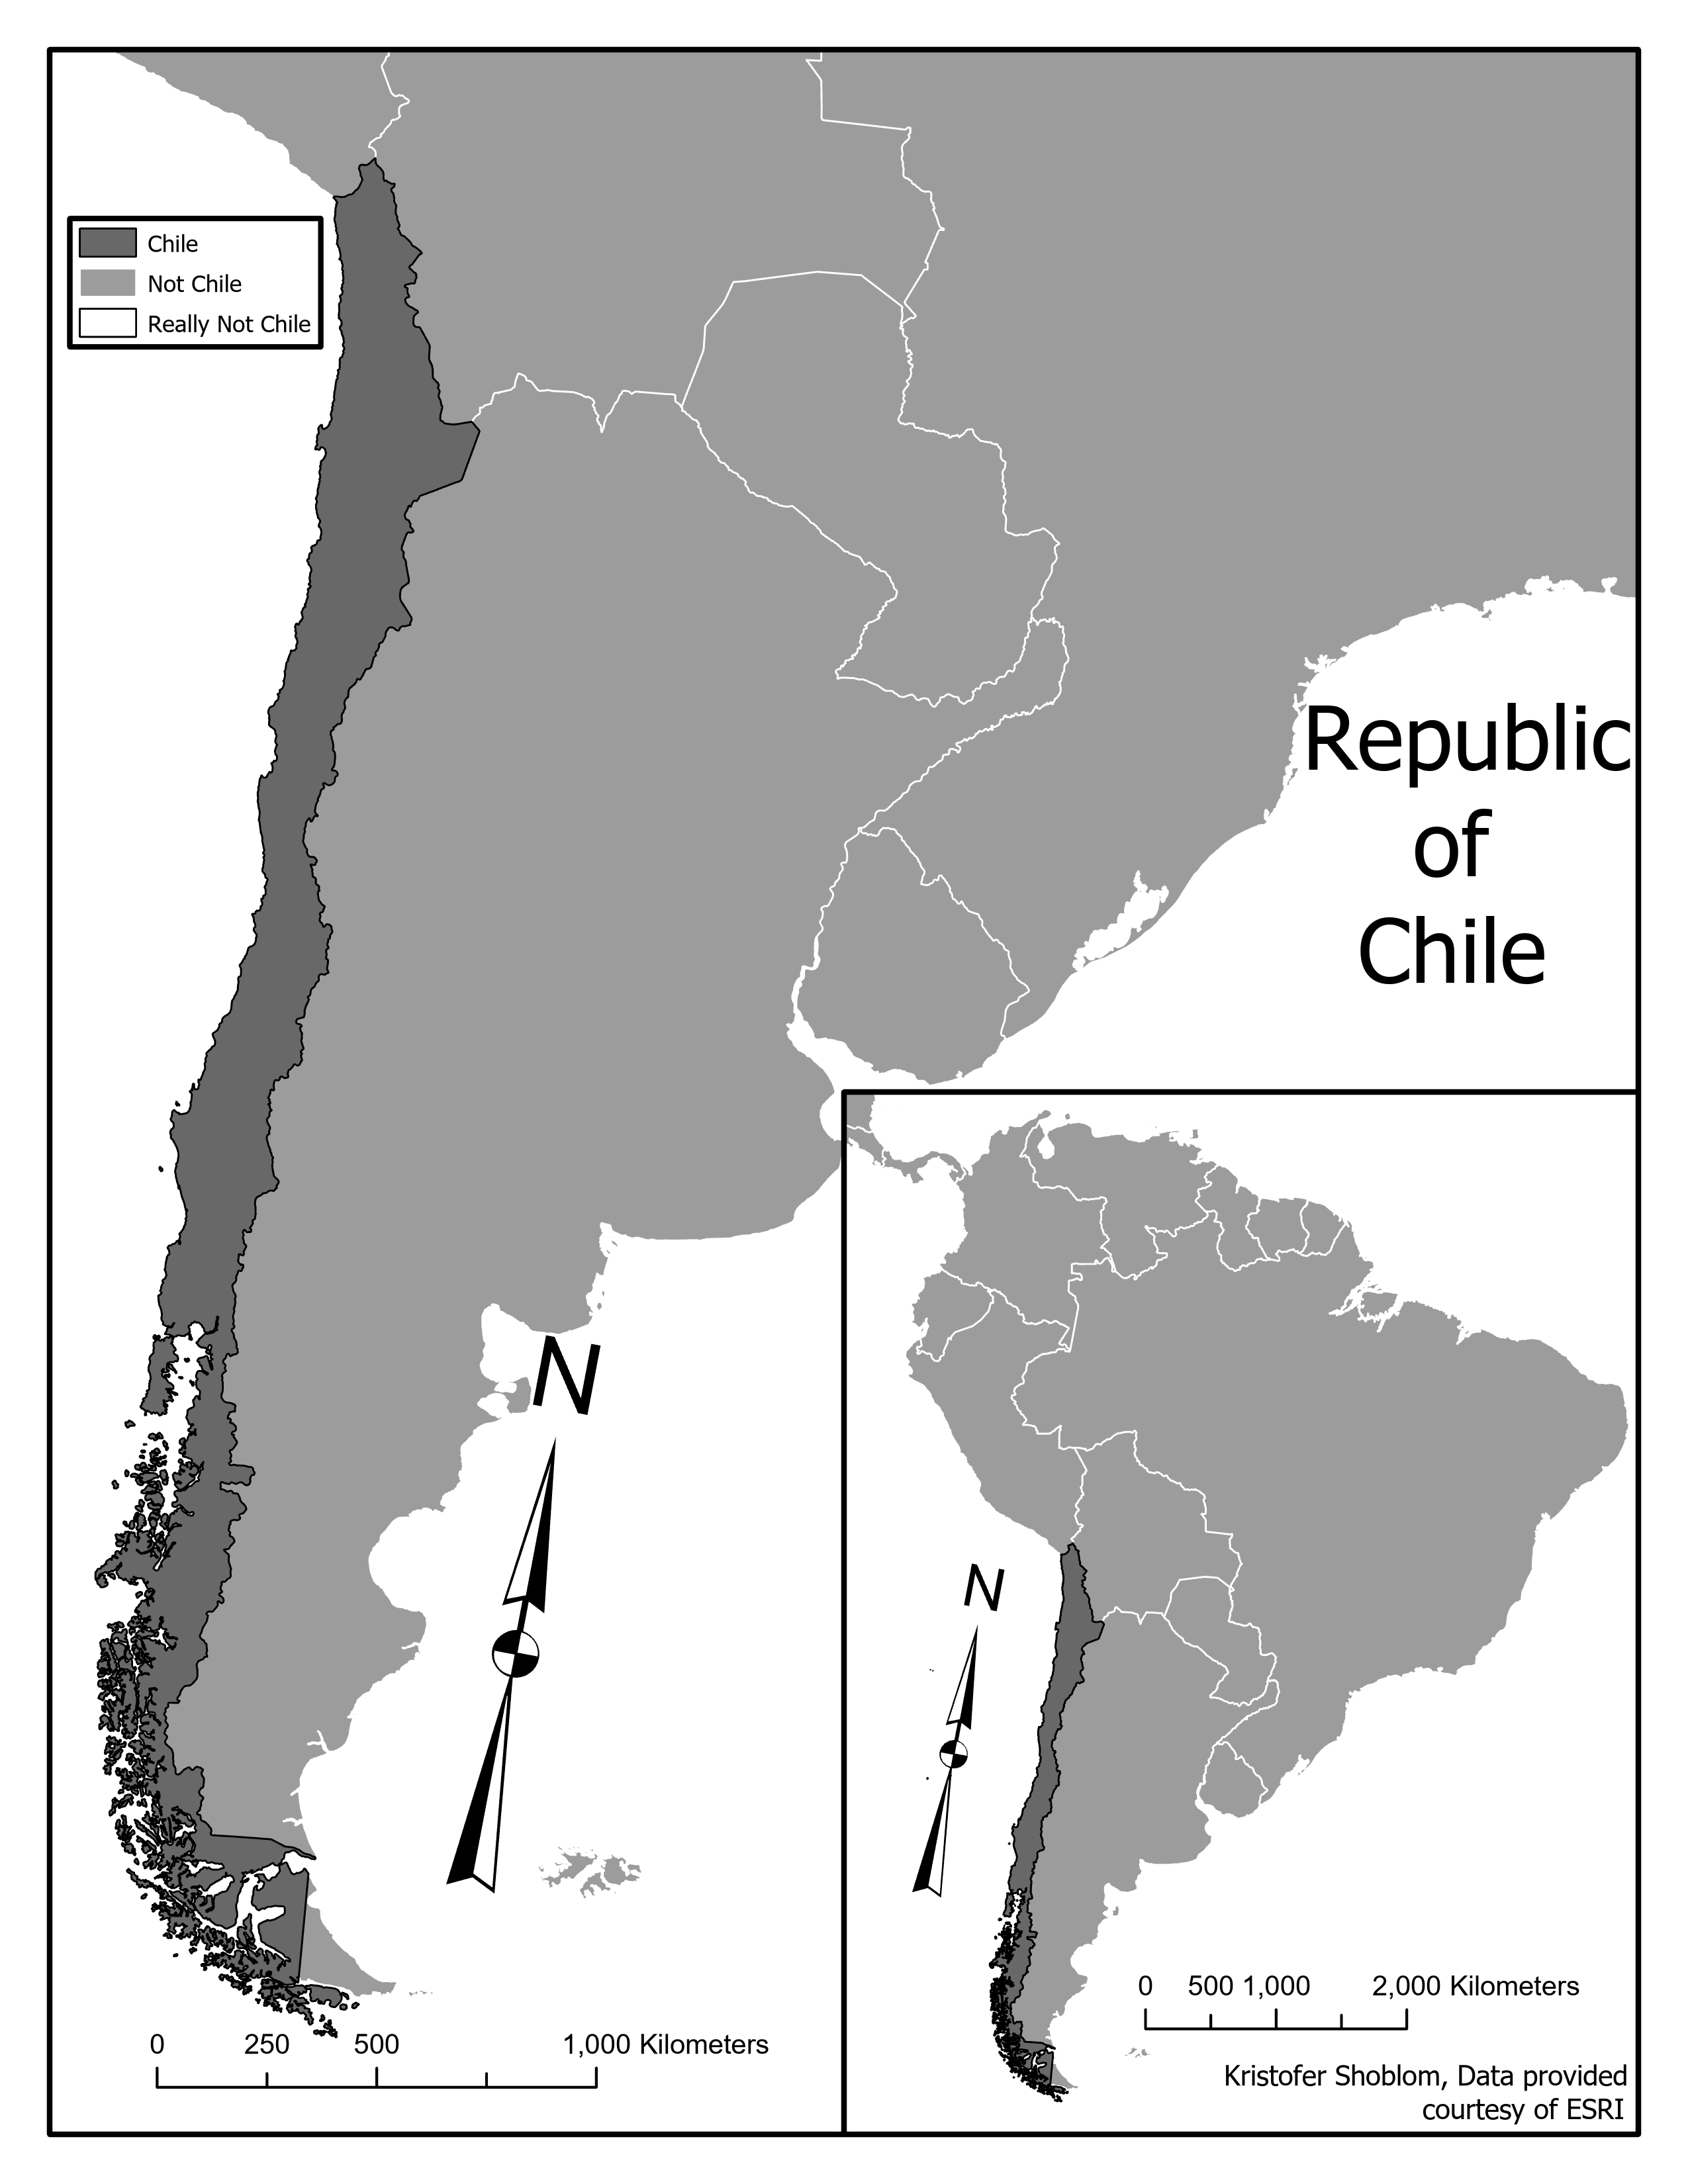 Chile
Not Chile
Really Not Chile
Republic
of
Chile
N
0 250 500 1,000 Kilometers
N
0 500 1,000 2,000 Kilometers
Kristofer Shoblom, Data provided
courtesy of ESRI